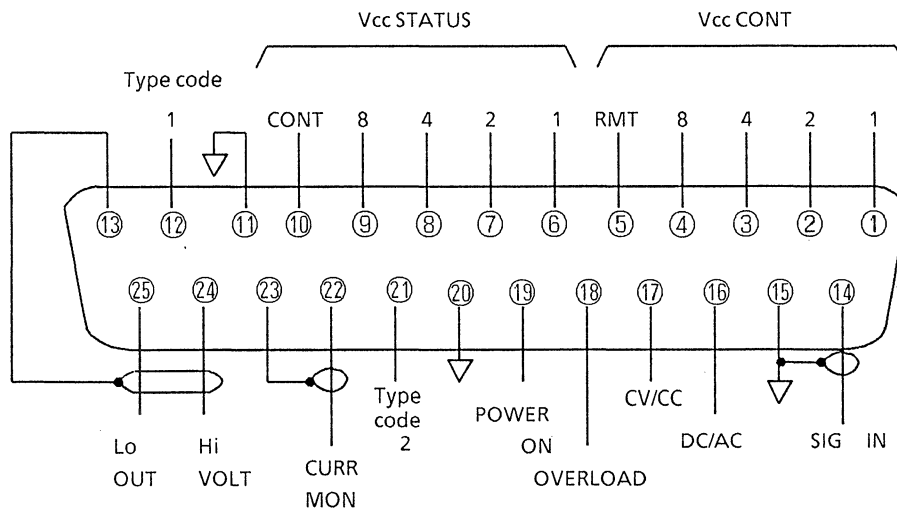 Vcc STATUS Vcc CONT
Type code
1 CONT 8 4 2 1 RMT 8 4 2 1
⑬ ⑫ ⑪ ⑩ ⑨ ⑧ ⑦ ⑥ ⑤ ④ ③ ② ①
㉕ ㉔ ㉓ ㉒ ㉑ ⑳ ⑲ ⑱ ⑰ ⑯ ⑮ ⑭
Lo Hi
OUT VOLT
CURR
MON
Type
code
2
POWER
ON
OVERLOAD
CV/CC
DC/AC
SIG IN